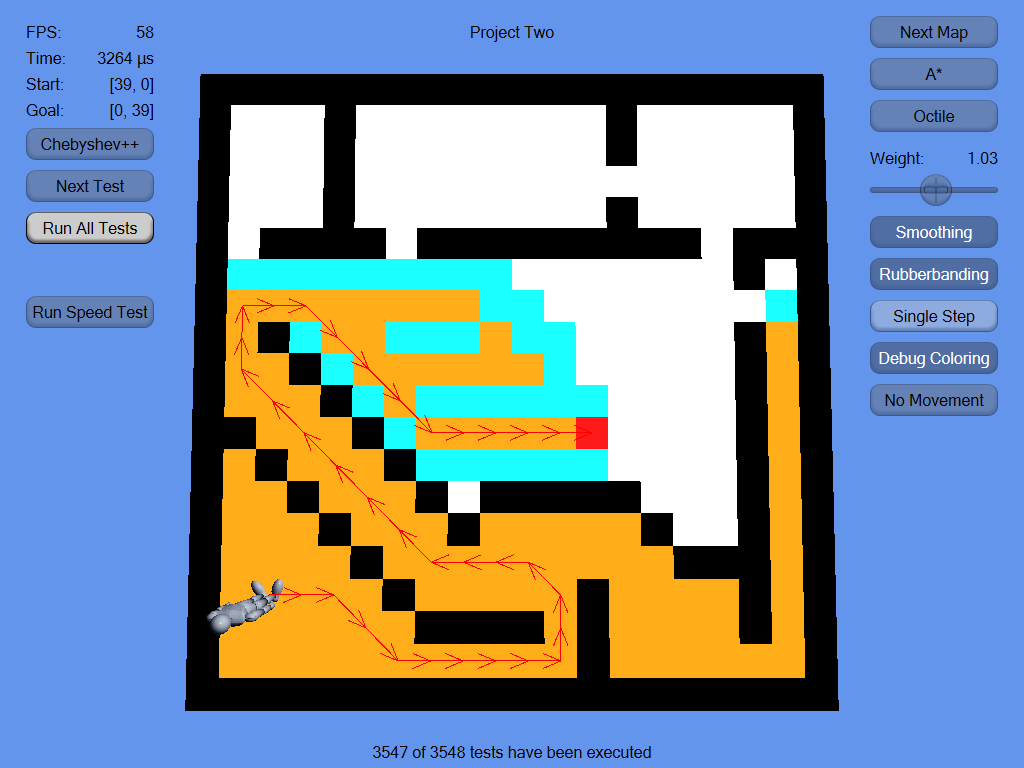 FPS: 58
Time: 3264 µs
Start: [39, 0]
Goal: [0, 39]
Chebyshev++
Next Test
Run All Tests
Run Speed Test
Project Two
Next Map
A*
Octile
Weight: 1.03
Smoothing
Rubberbanding
Single Step
Debug Coloring
No Movement
3547 of 3548 tests have been executed